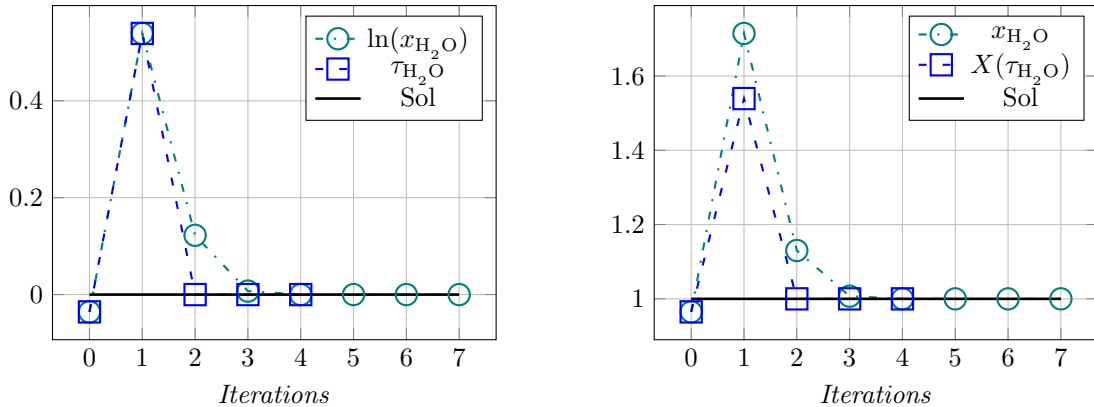 ln(x_{H_2O})
τ_{H_2O}
Sol
0.4
0.2
0
0 1 2 3 4 5 6 7
Iterations
x_{H_2O}
X(τ_{H_2O})
Sol
1.6
1.4
1.2
1
0 1 2 3 4 5 6 7
Iterations